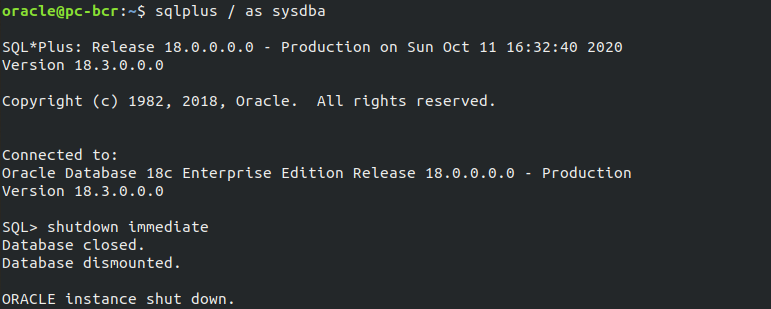 oracle@pc-bcr:~$ sqlplus / as sysdba
SQL*Plus: Release 18.0.0.0.0 - Production on Sun Oct 11 16:32:40 2020
Version 18.3.0.0.0
Copyright (c) 1982, 2018, Oracle.  All rights reserved.
Connected to:
Oracle Database 18c Enterprise Edition Release 18.0.0.0.0 - Production
Version 18.3.0.0.0
SQL> shutdown immediate
Database closed.
Database dismounted.
ORACLE instance shut down.